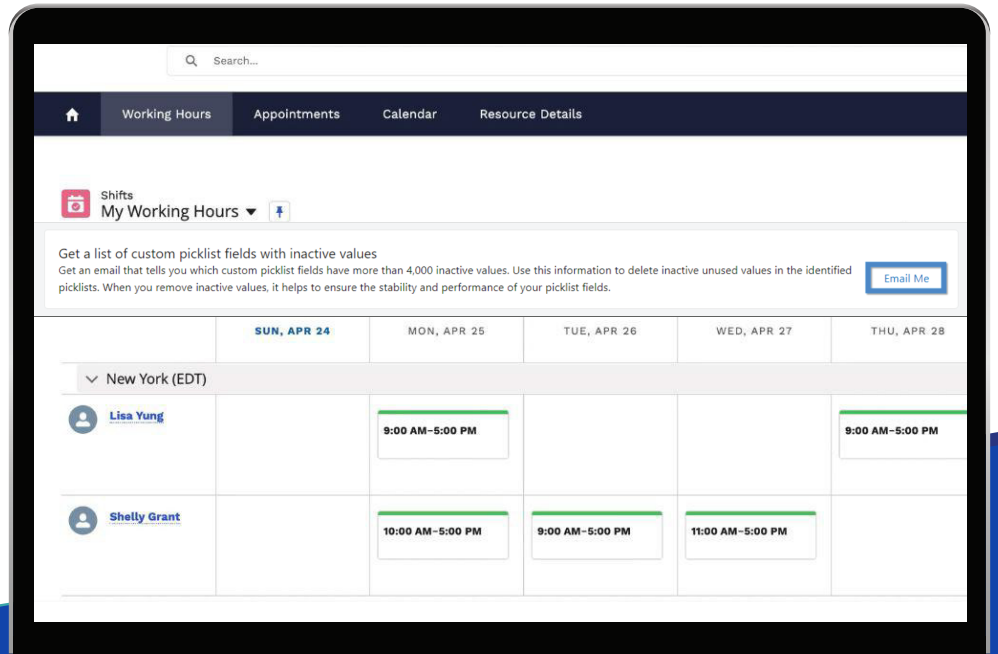 Search...
Working Hours Appointments Calendar Resource Details
Shifts
My Working Hours
Get a list of custom picklist fields with inactive values
Get an email that tells you which custom picklist fields have more than 4,000 inactive values. Use this information to delete inactive unused values in the identified
picklists. When you remove inactive values, it helps to ensure the stability and performance of your picklist fields.
Email Me
SUN, APR 24 MON, APR 25 TUE, APR 26 WED, APR 27 THU, APR 28
New York (EDT)
Lisa Yung
9:00 AM–5:00 PM 9:00 AM–5:00 PM
Shelly Grant
10:00 AM–5:00 PM 9:00 AM–5:00 PM 11:00 AM–5:00 PM